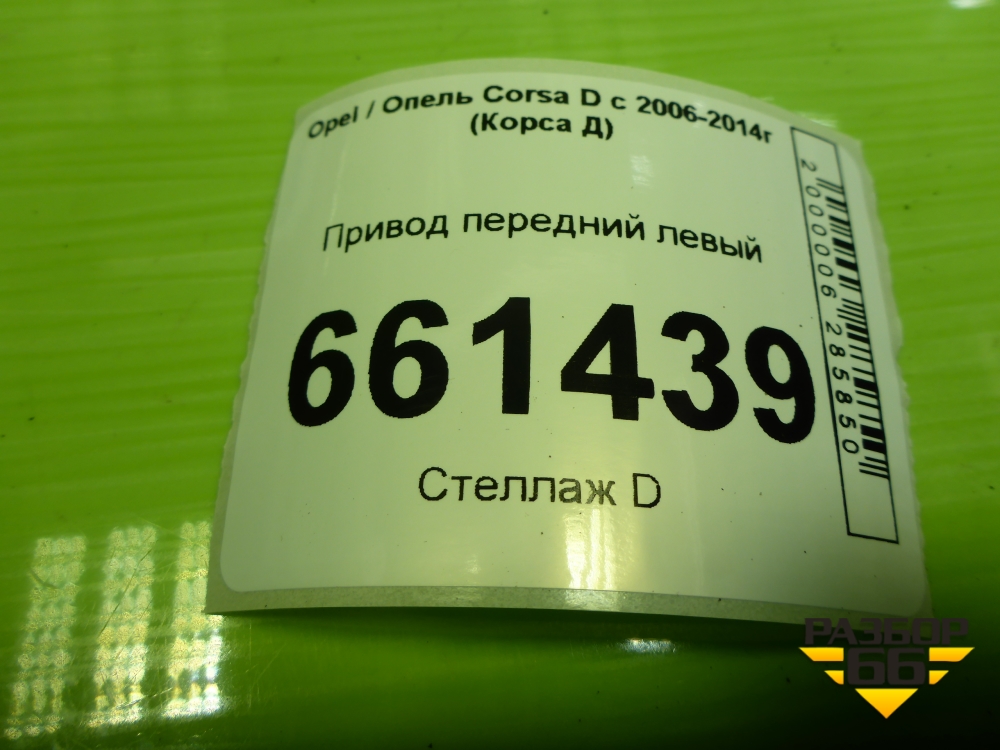 Opel / Опель Corsa D с 2006-2014г
(Корса Д)
Привод передний левый
661439
Стеллаж D
2000006285850
РАЗБОР
66